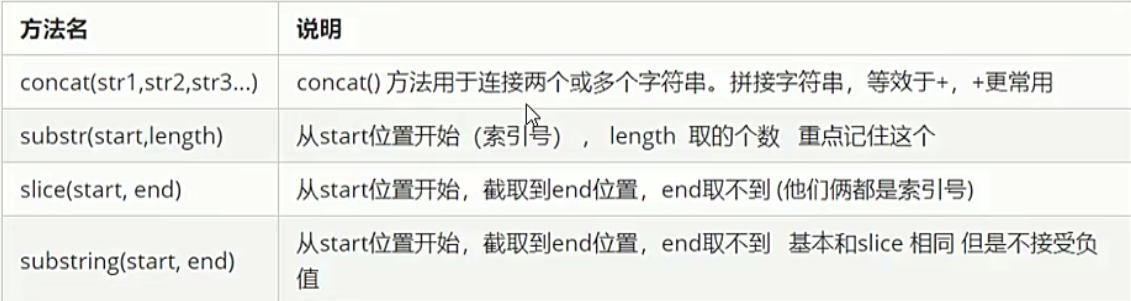 方法名 说明
concat(str1,str2,str3...) concat() 方法用于连接两个或多个字符串。拼接字符串，等效于+，+更常用
substr(start,length) 从start位置开始（索引号）， length 取的个数 重点记住这个
slice(start, end) 从start位置开始，截取到end位置，end取不到 (他们俩都是索引号)
substring(start, end) 从start位置开始，截取到end位置，end取不到 基本和slice 相同 但是不接受负
值